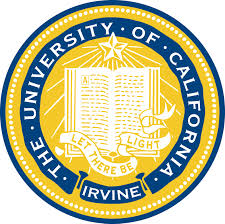 · THE · UNIVERSITY · OF · CALIFORNIA ·
A
LET THERE BE
LIGHT
IRVINE